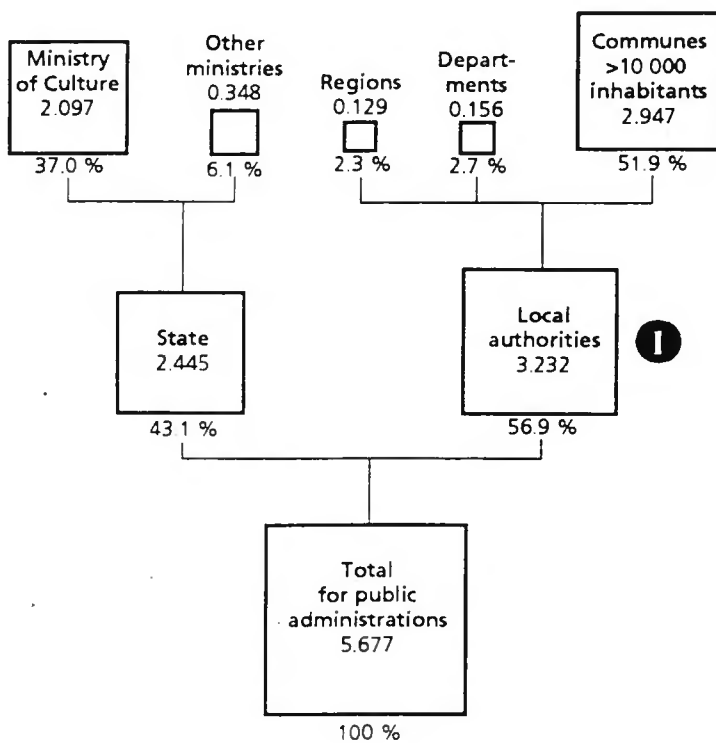 Ministry
of Culture
2.097
37.0 %
Other
ministries
0.348
6.1 %
Regions
0.129
2.3 %
Depart-
ments
0.156
2.7 %
Communes
>10 000
inhabitants
2.947
51.9 %
State
2.445
43.1 %
Local
authorities
3.232
56.9 %
I
Total
for public
administrations
5.677
100 %